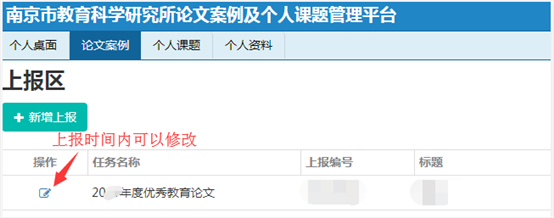 南京市教育科学研究所论文案例及个人课题管理平台
个人桌面 论文案例 个人课题 个人资料
上报区
+ 新增上报
上报时间内可以修改
操作 任务名称 上报编号 标题
20 年度优秀教育论文